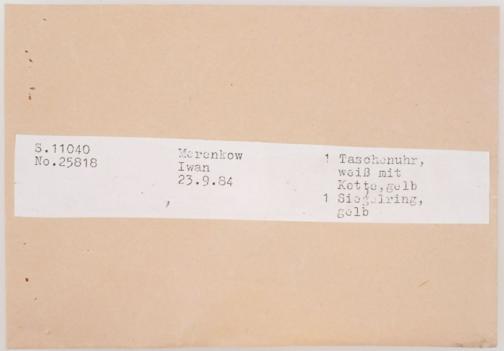 S.11040
No.25818
Merenkow
Iwan
23.9.84
1 Taschenuhr,
weiß mit
Kette,gelb
1 Siegelring,
gelb